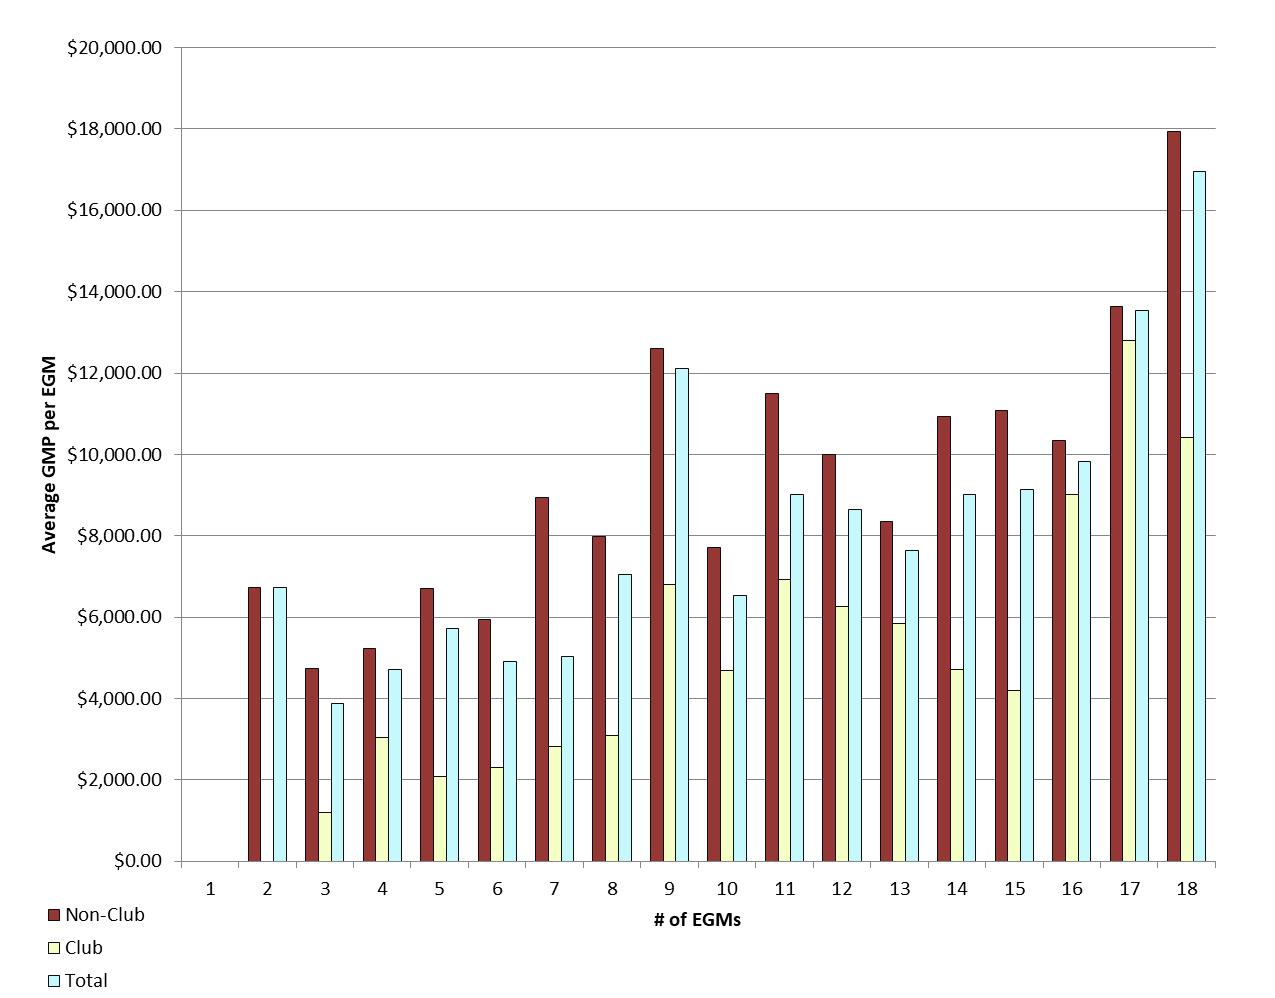 $20,000.00
$18,000.00
$16,000.00
$14,000.00
$12,000.00
$10,000.00
$8,000.00
$6,000.00
$4,000.00
$2,000.00
$0.00
Average GMP per EGM
1 2 3 4 5 6 7 8 9 10 11 12 13 14 15 16 17 18
# of EGMs
Non-Club
Club
Total